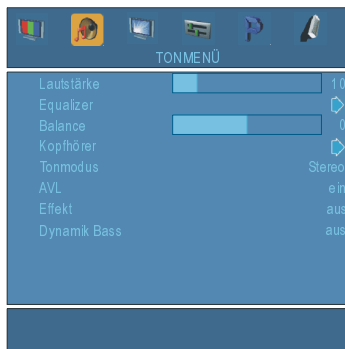 TONMENÜ
Lautstärke 10
Equalizer
Balance 0
Kopfhörer
Tonmodus Stereo
AVL ein
Effekt aus
Dynamik Bass aus